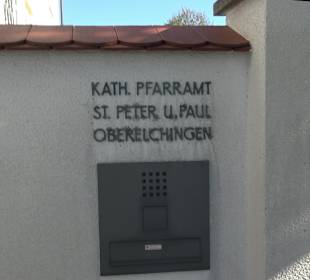 KATH. PFARRAMT
ST. PETER U. PAUL
OBERELCHINGEN